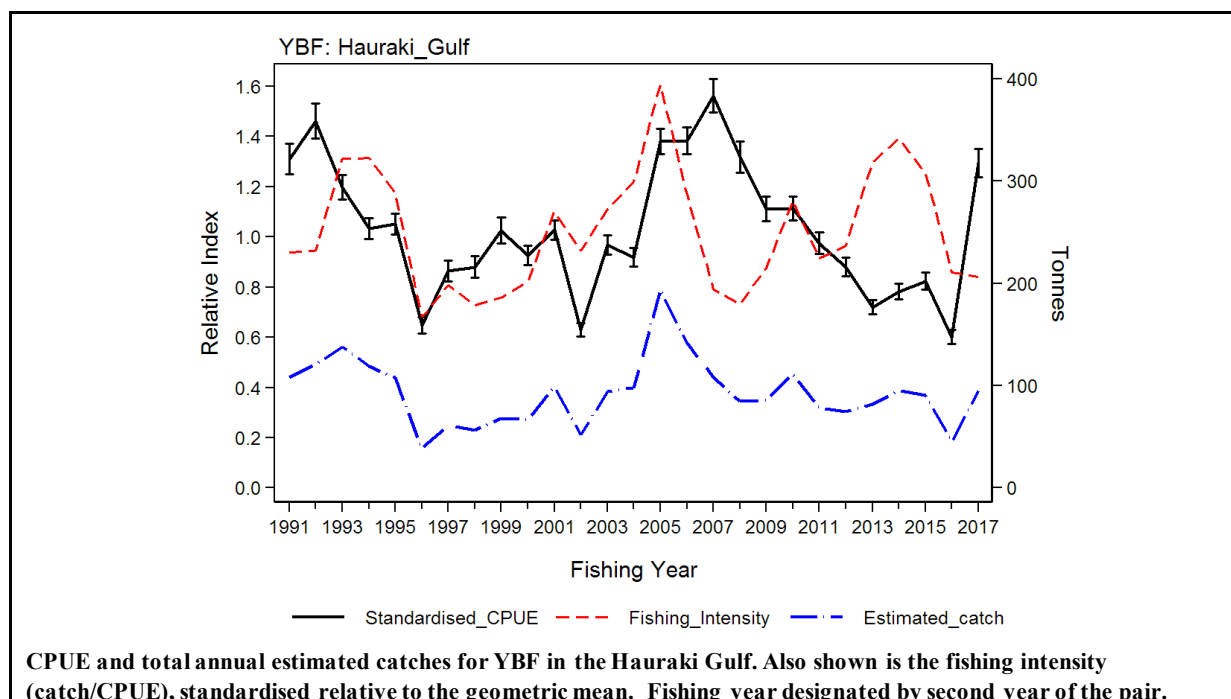 YBF: Hauraki_Gulf
1.6
1.4
1.2
1.0
0.8
0.6
0.4
0.2
0.0
Relative Index
400
300
200
100
0
Tonnes
1991 1993 1995 1997 1999 2001 2003 2005 2007 2009 2011 2013 2015 2017
Fishing Year
Standardised_CPUE Fishing_Intensity Estimated_catch
CPUE and total annual estimated catches for YBF in the Hauraki Gulf. Also shown is the fishing intensity
(catch/CPUE), standardised relative to the geometric mean. Fishing year designated by second year of the pair.